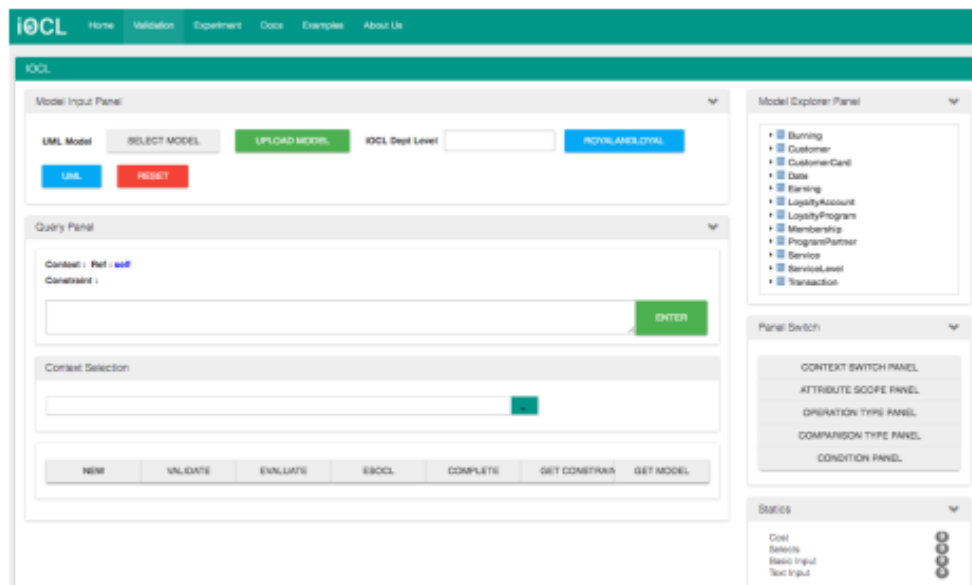 iOCL Home Validation Experiment Docs Examples About Us
iOCL
Model Input Panel
UML Model SELECT MODEL UPLOAD MODEL IOCL Dept Level ROYALANDLOYAL
UML RESET
Query Panel
Context : Ref : self
Constraint :
ENTER
Context Selection
NEW VALIDATE EVALUATE ESOCL COMPLETE GET CONSTRAIN GET MODEL
Model Explorer Panel
Burning
Customer
CustomerCard
Date
Earning
LoyaltyAccount
LoyaltyProgram
Membership
ProgramPartner
Service
ServiceLevel
Transaction
Panel Switch
CONTEXT SWITCH PANEL
ATTRIBUTE SCOPE PANEL
OPERATION TYPE PANEL
COMPARISON TYPE PANEL
CONDITION PANEL
Statics
Cost
Selects
Basic Input
Text Input